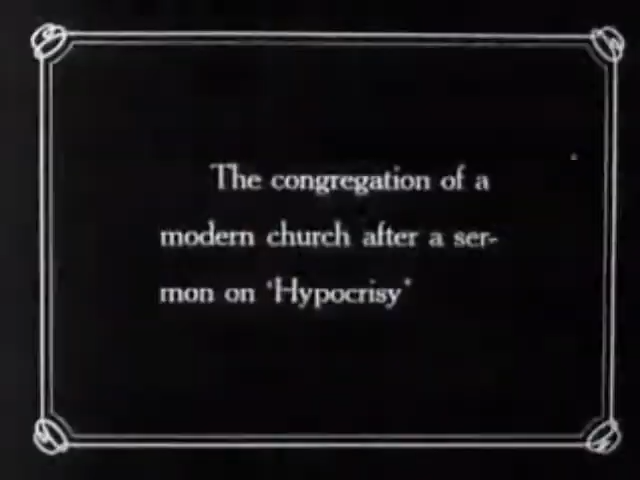 The congregation of a
modern church after a ser-
mon on 'Hypocrisy'